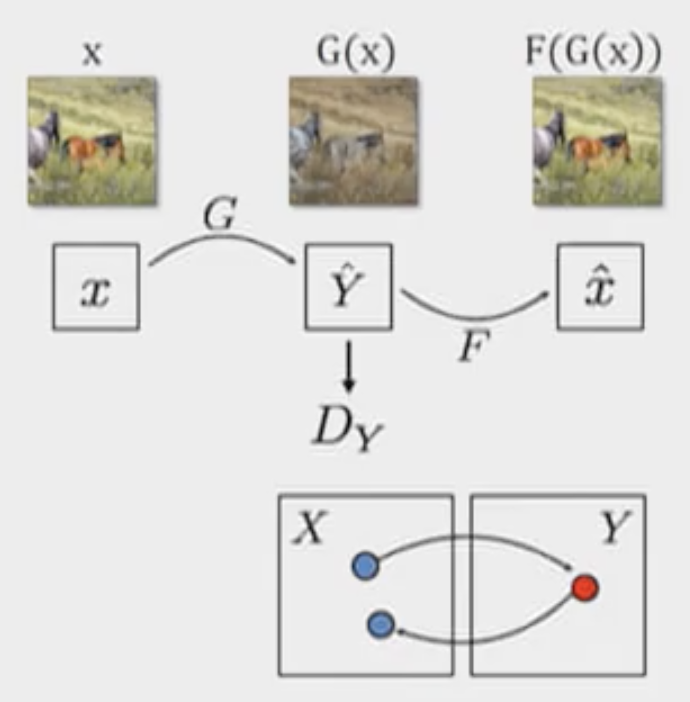 x G(x) F(G(x))
G
x Ŷ x̂
F
D_Y
X Y